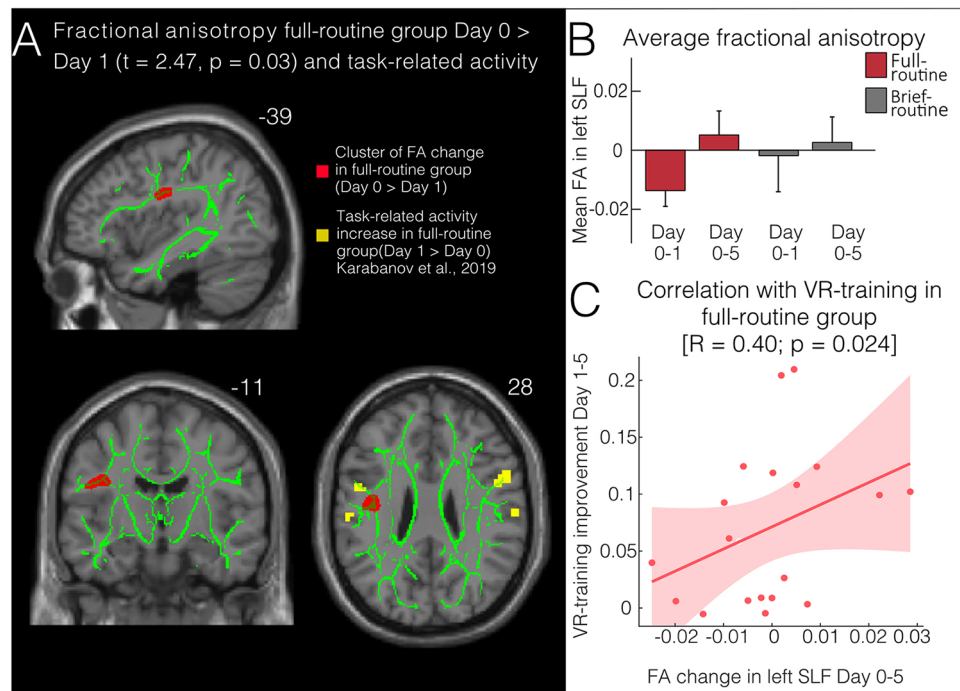 A
Fractional anisotropy full-routine group Day 0 >
Day 1 (t = 2.47, p = 0.03) and task-related activity
-39
Cluster of FA change
in full-routine group
(Day 0 > Day 1)
Task-related activity
increase in full-routine
group(Day 1 > Day 0)
Karabanov et al., 2019
-11
28
B
Average fractional anisotropy
Full-
routine
Brief-
routine
Mean FA in left SLF
0.02
0
-0.02
Day Day Day Day
0-1 0-5 0-1 0-5
C
Correlation with VR-training in
full-routine group
[R = 0.40; p = 0.024]
VR-training improvement Day 1-5
0.2
0.15
0.1
0.05
0
-0.02 -0.01 0 0.01 0.02 0.03
FA change in left SLF Day 0-5